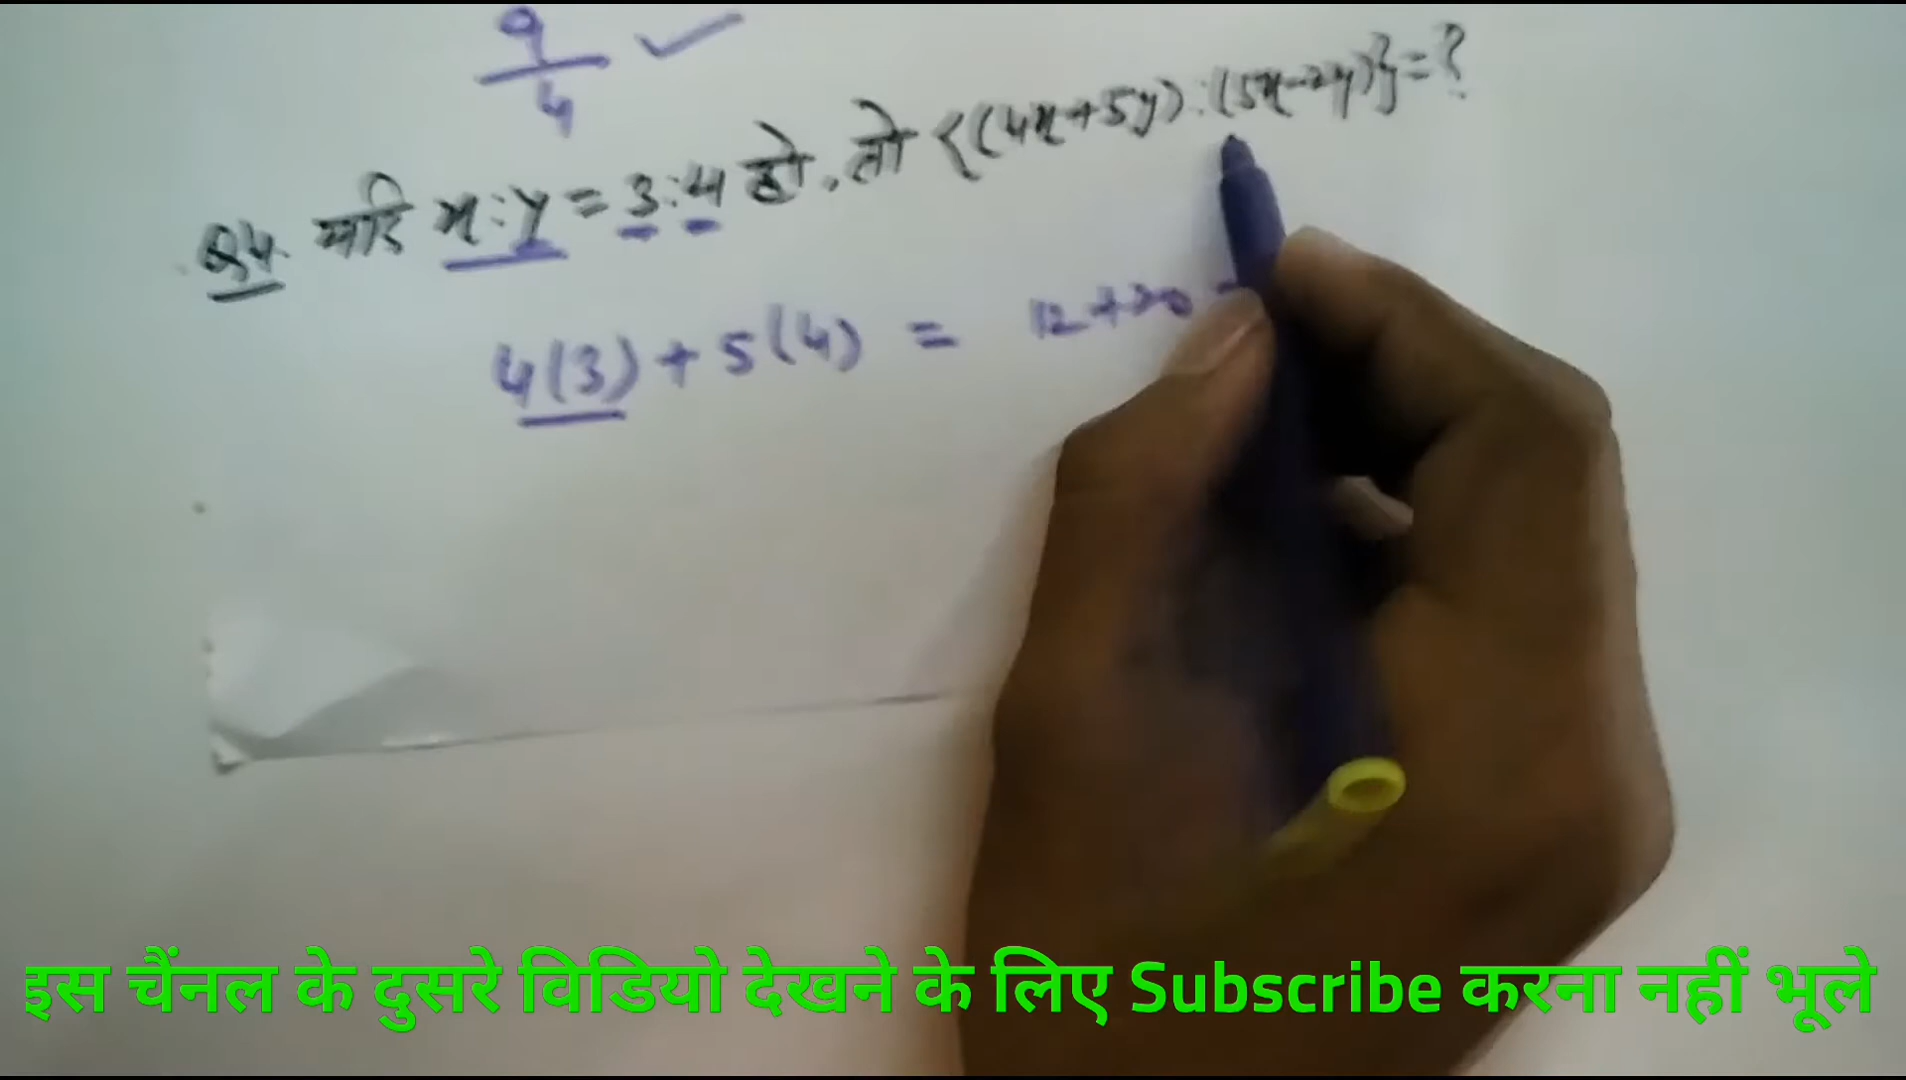 9
4 ✓
Q4. यदि x:y = 3:4 हो, तो {(4x+5y):(5x-2y)}=?
4(3) + 5(4) = 12+20
इस चैंनल के दुसरे विडियो देखने के लिए Subscribe करना नहीं भूले